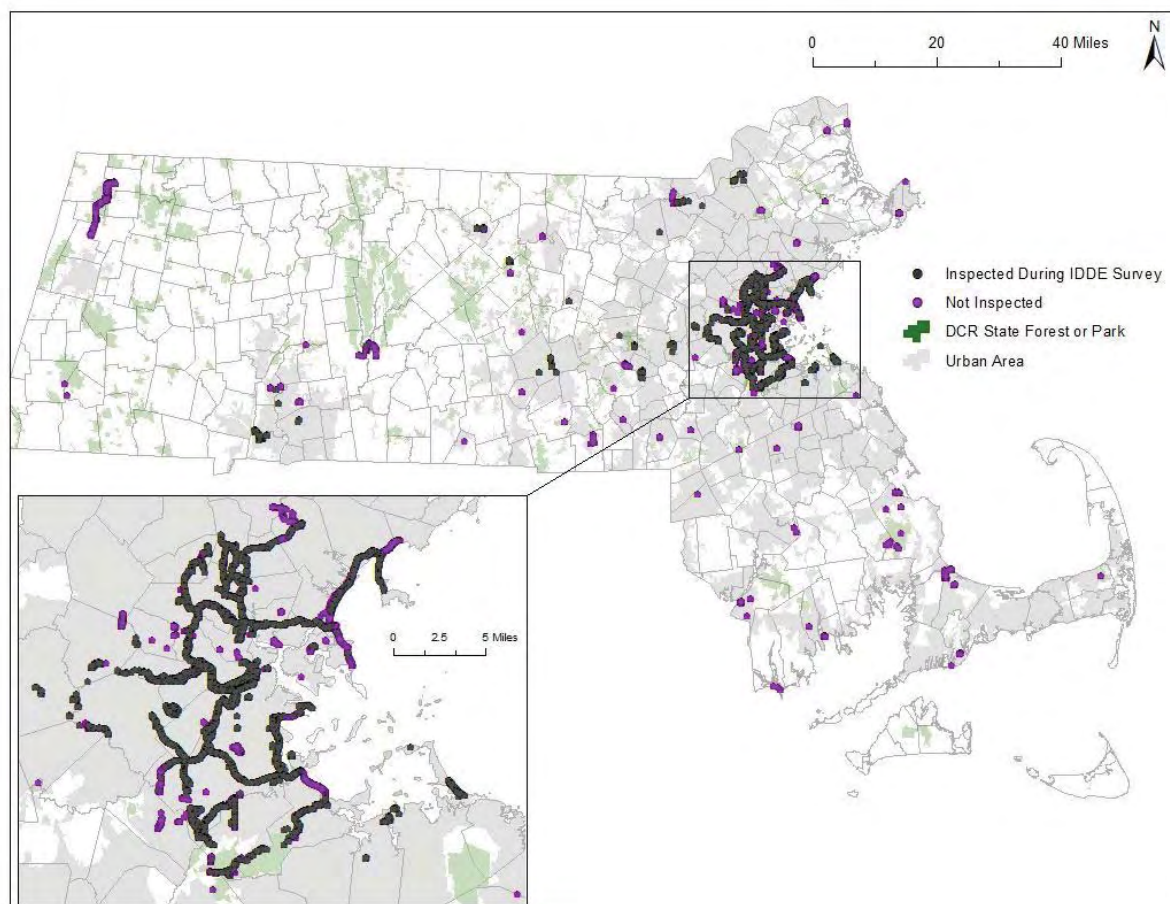 N
0 20 40 Miles
Inspected During IDDE Survey
Not Inspected
DCR State Forest or Park
Urban Area
0 2.5 5 Miles